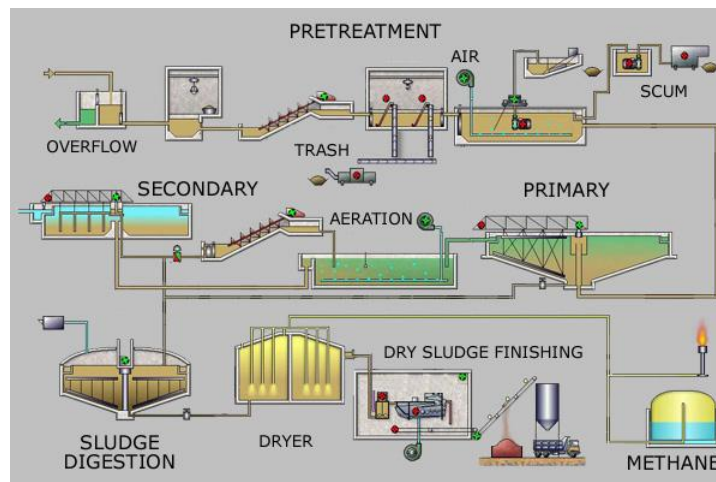 PRETREATMENT
AIR
SCUM
OVERFLOW
TRASH
SECONDARY
PRIMARY
AERATION
DRY SLUDGE FINISHING
SLUDGE
DIGESTION
DRYER
METHANE